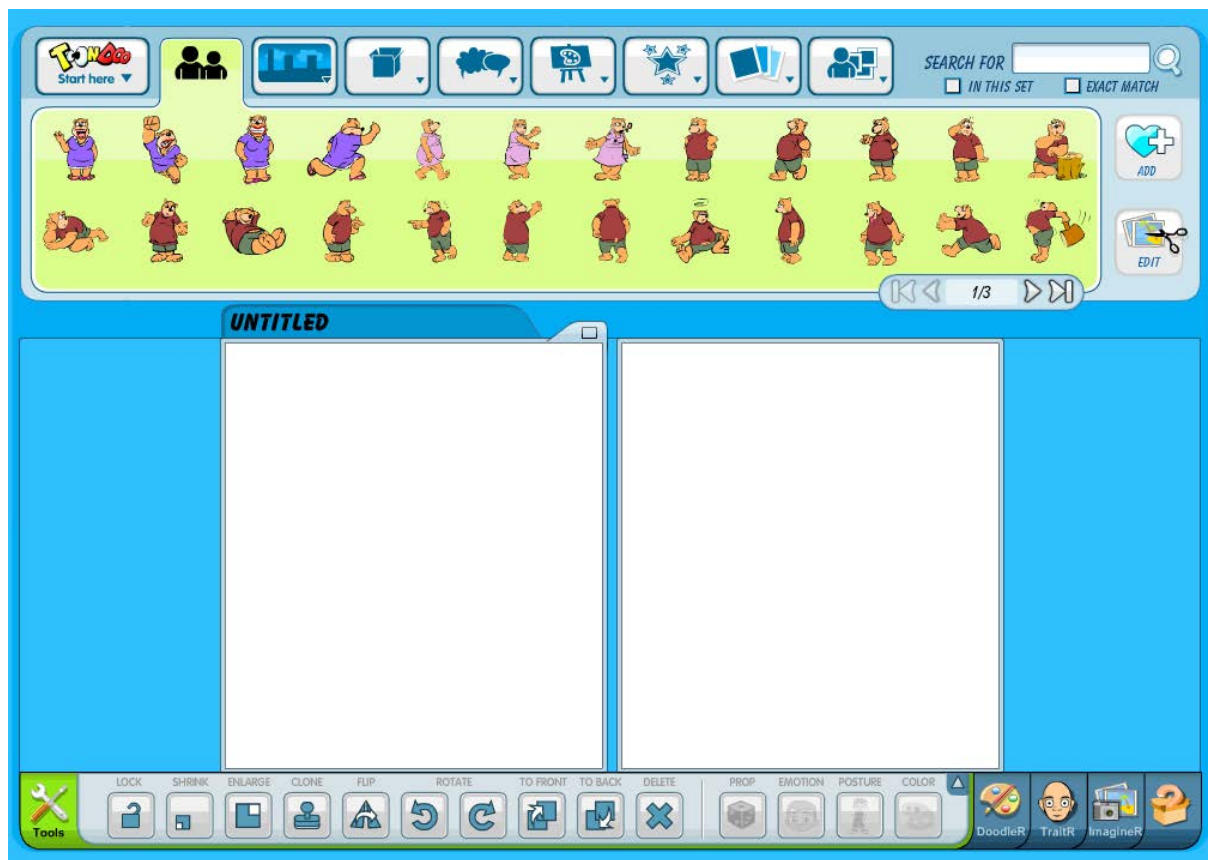 TOONDOO
Start here
SEARCH FOR
IN THIS SET
EXACT MATCH
ADD
EDIT
1/3
UNTITLED
LOCK SHRINK ENLARGE CLONE FLIP ROTATE TO FRONT TO BACK DELETE PROP EMOTION POSTURE COLOR
Tools
DoodleR TraitR ImagineR